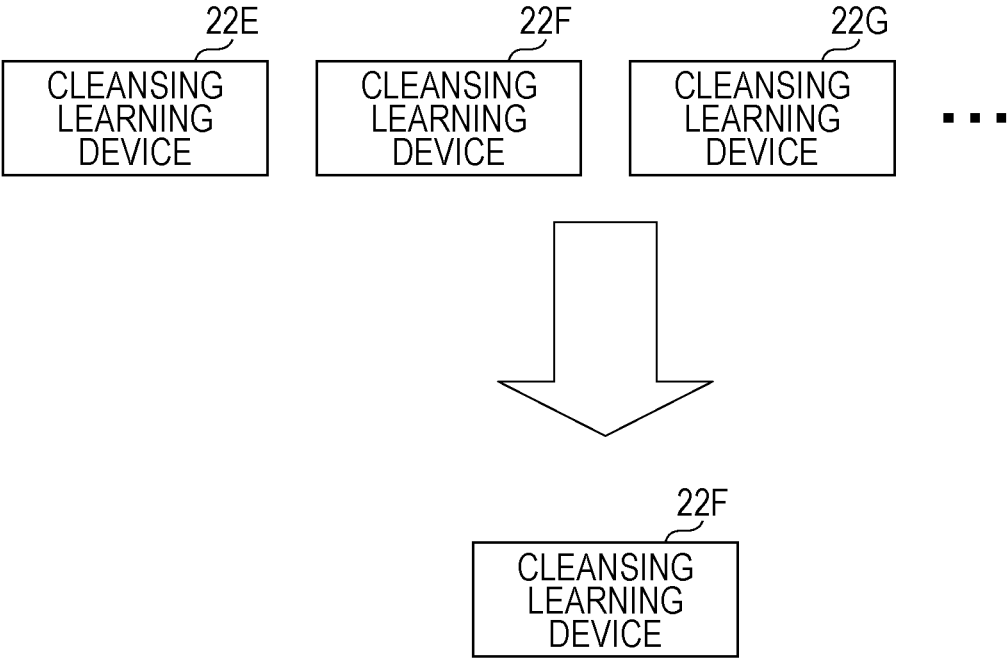 22E
22F
22G
CLEANSING
LEARNING
DEVICE
CLEANSING
LEARNING
DEVICE
CLEANSING
LEARNING
DEVICE
...
22F
CLEANSING
LEARNING
DEVICE